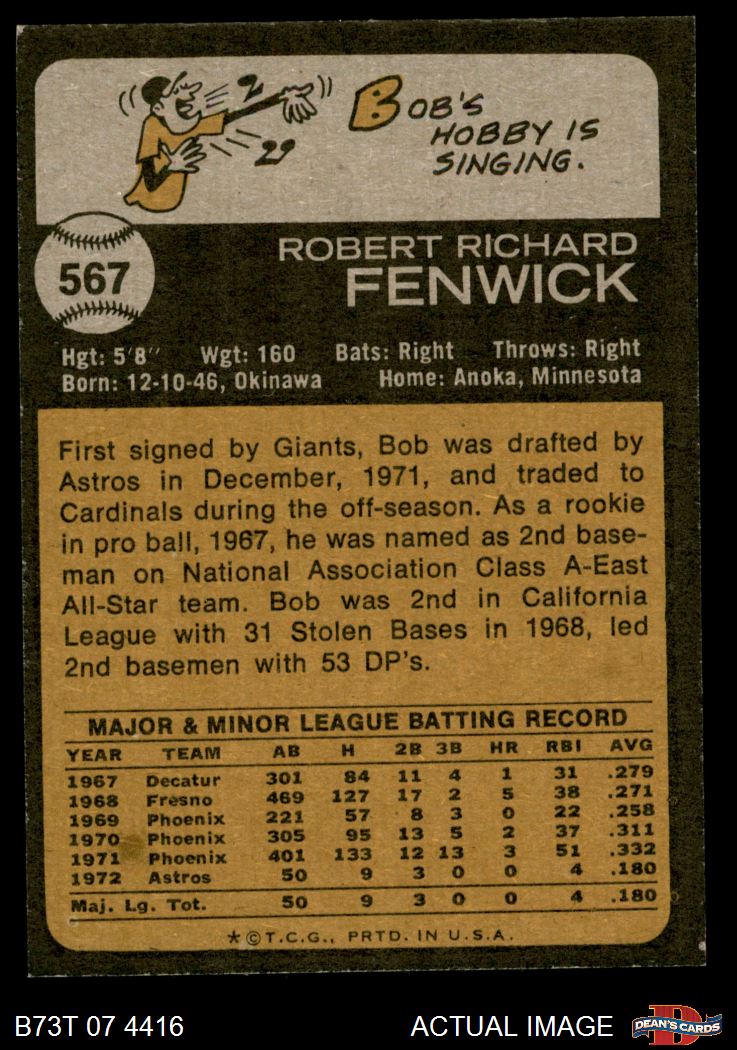 BOB'S
HOBBY IS
SINGING.
2
29
567
ROBERT RICHARD
FENWICK
Hgt: 5'8" Wgt: 160 Bats: Right Throws: Right
Born: 12-10-46, Okinawa Home: Anoka, Minnesota
First signed by Giants, Bob was drafted by
Astros in December, 1971, and traded to
Cardinals during the off-season. As a rookie
in pro ball, 1967, he was named as 2nd base-
man on National Association Class A-East
All-Star team. Bob was 2nd in California
League with 31 Stolen Bases in 1968, led
2nd basemen with 53 DP's.
MAJOR & MINOR LEAGUE BATTING RECORD
YEAR TEAM AB H 2B 3B HR RBI AVG
1967 Decatur 301 84 11 4 1 31 .279
1968 Fresno 469 127 17 2 5 38 .271
1969 Phoenix 221 57 8 3 0 22 .258
1970 Phoenix 305 95 13 5 2 37 .311
1971 Phoenix 401 133 12 13 3 51 .332
1972 Astros 50 9 3 0 0 4 .180
Maj. Lg. Tot. 50 9 3 0 0 4 .180
*©T.C.G., PRTD. IN U.S.A.
B73T 07 4416 ACTUAL IMAGE
DEAN'S CARDS